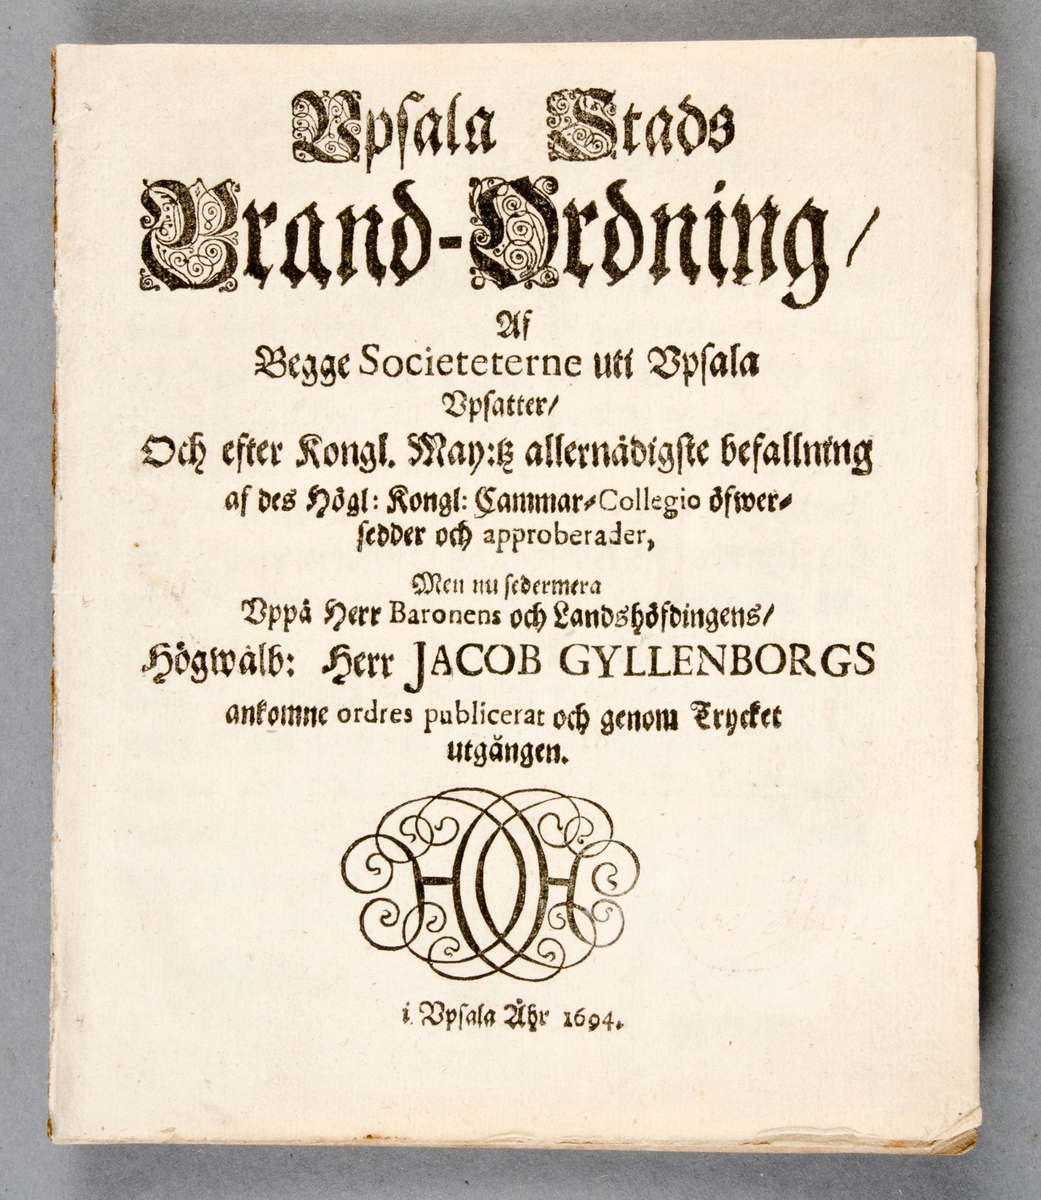 Vpſala Stads
Brand-Ordning/
Af
Begge Societeterne uti Vpſala
Vpſatter/
Och efter Kongl. May:tz allernådigſte befallning
af des Högl: Kongl: Cammar-Collegio öfwer-
ſedder och approberader,
Men nu ſedermera
Vppå Herr Baronens och Landshöfdingens/
Högwälb: Herr JACOB GYLLENBORGS
ankomne ordres publicerat och genom Trycket
utgången.
i Vpſala Åhr 1694.